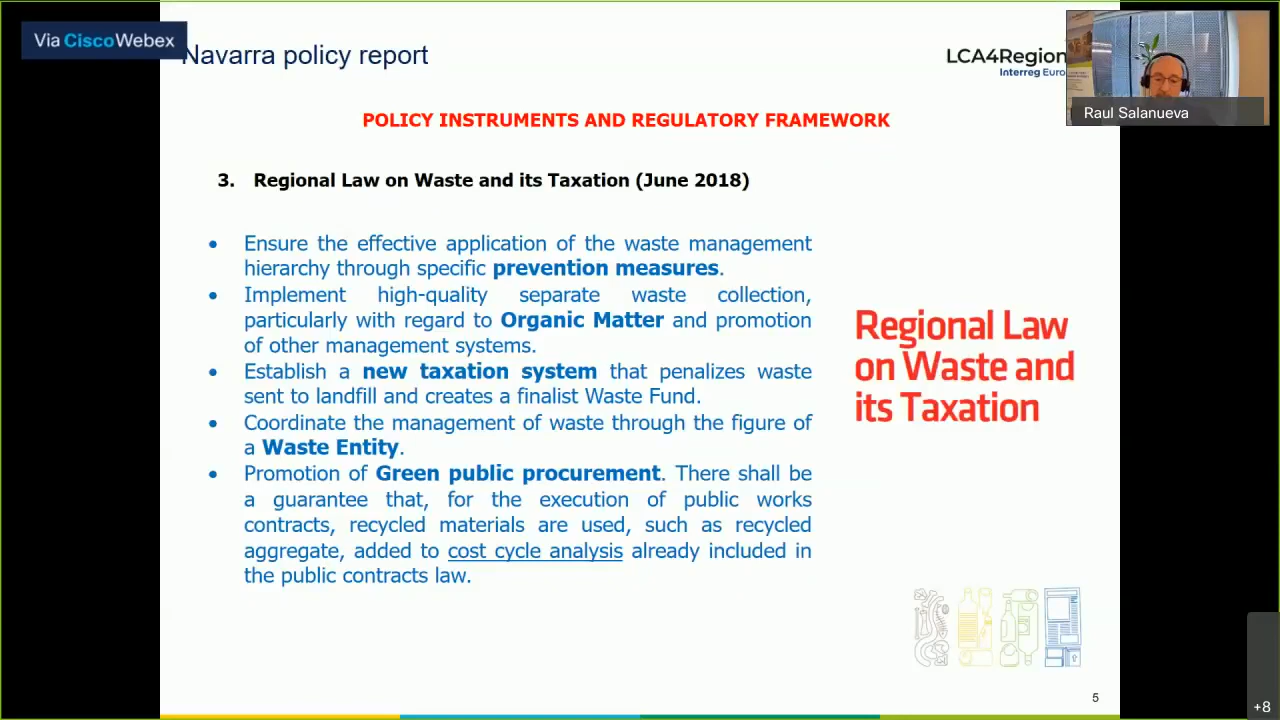 Via CiscoWebex
Navarra policy report
LCA4Region
Interreg Euro
Raul Salanueva
POLICY INSTRUMENTS AND REGULATORY FRAMEWORK
3. Regional Law on Waste and its Taxation (June 2018)
• Ensure the effective application of the waste management
hierarchy through specific prevention measures.
• Implement high-quality separate waste collection,
particularly with regard to Organic Matter and promotion
of other management systems.
• Establish a new taxation system that penalizes waste
sent to landfill and creates a finalist Waste Fund.
• Coordinate the management of waste through the figure of
a Waste Entity.
• Promotion of Green public procurement. There shall be
a guarantee that, for the execution of public works
contracts, recycled materials are used, such as recycled
aggregate, added to cost cycle analysis already included in
the public contracts law.
Regional Law
on Waste and
its Taxation
5
+8